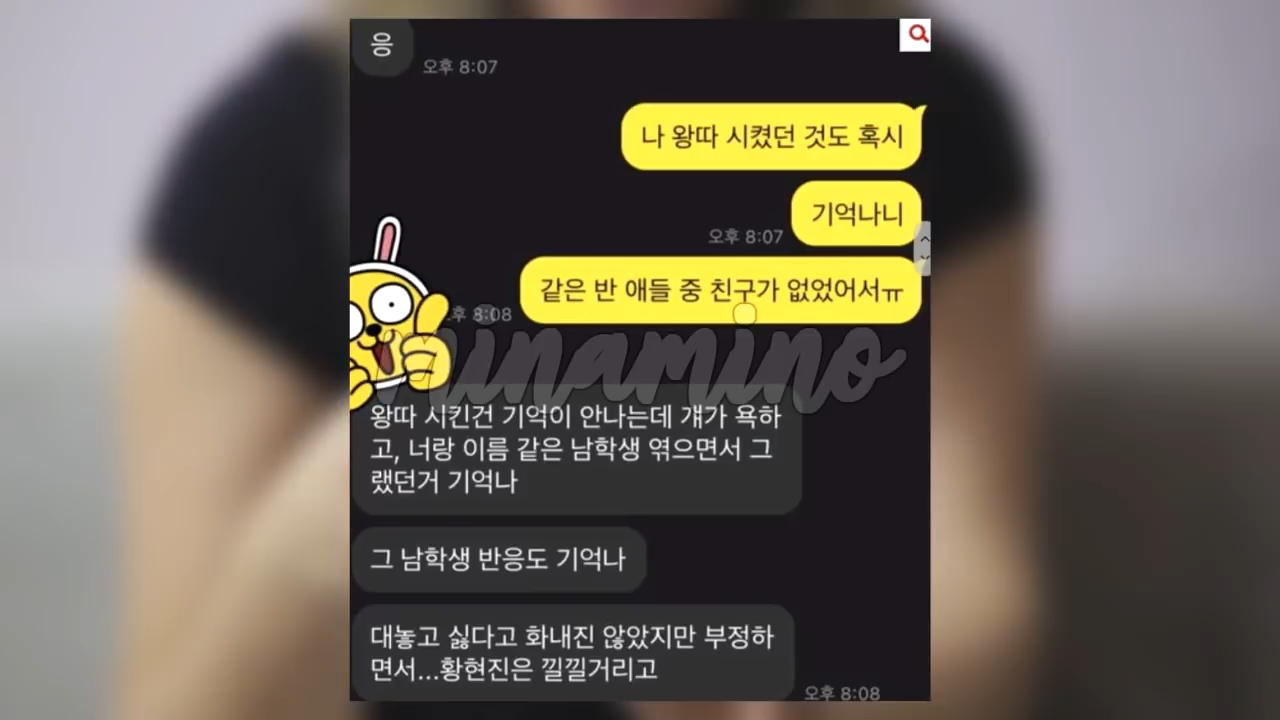 응
오후 8:07
나 왕따 시켰던 것도 혹시
기억나니
오후 8:07
같은 반 애들 중 친구가 없었어서ㅠ
후 8:08
minamino
왕따 시킨건 기억이 안나는데 걔가 욕하
고, 너랑 이름 같은 남학생 엮으면서 그
랬던거 기억나
그 남학생 반응도 기억나
대놓고 싫다고 화내진 않았지만 부정하
면서...황현진은 낄낄거리고
오후 8:08